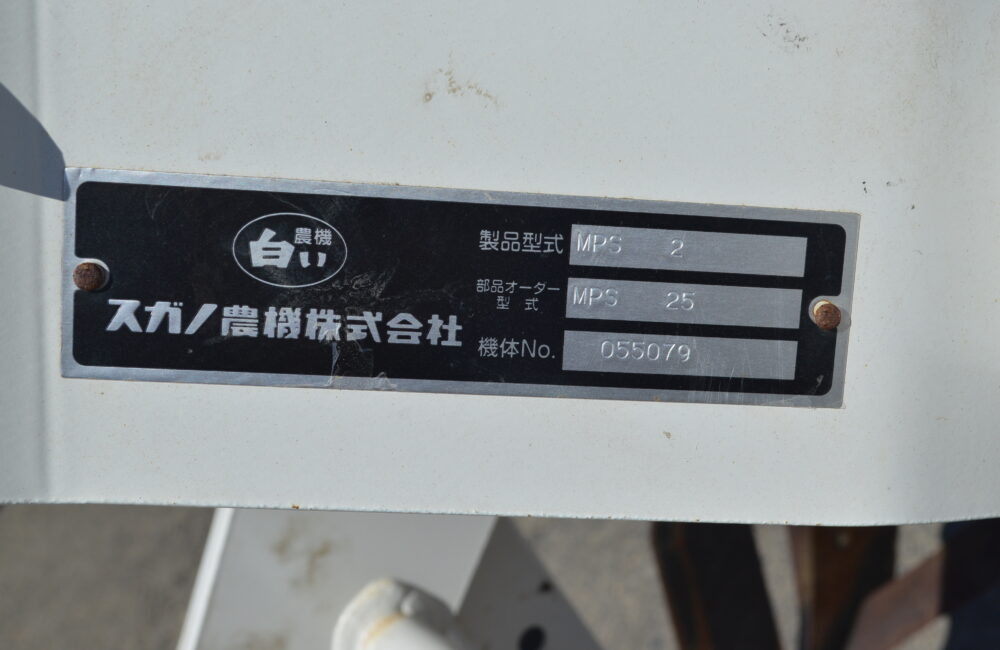 白い農機
スガノ農機株式会社
製品型式 MPS 2
部品オーダー型式 MPS 25
機体No. 055079